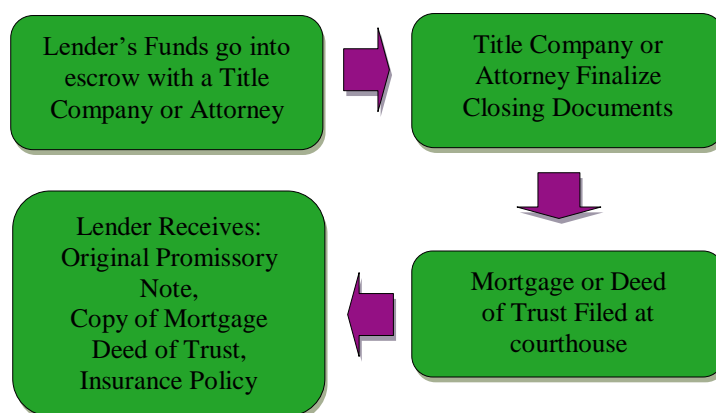 Lender’s Funds go into
escrow with a Title
Company or Attorney
Title Company or
Attorney Finalize
Closing Documents
Mortgage or Deed
of Trust Filed at
courthouse
Lender Receives:
Original Promissory
Note,
Copy of Mortgage
Deed of Trust,
Insurance Policy